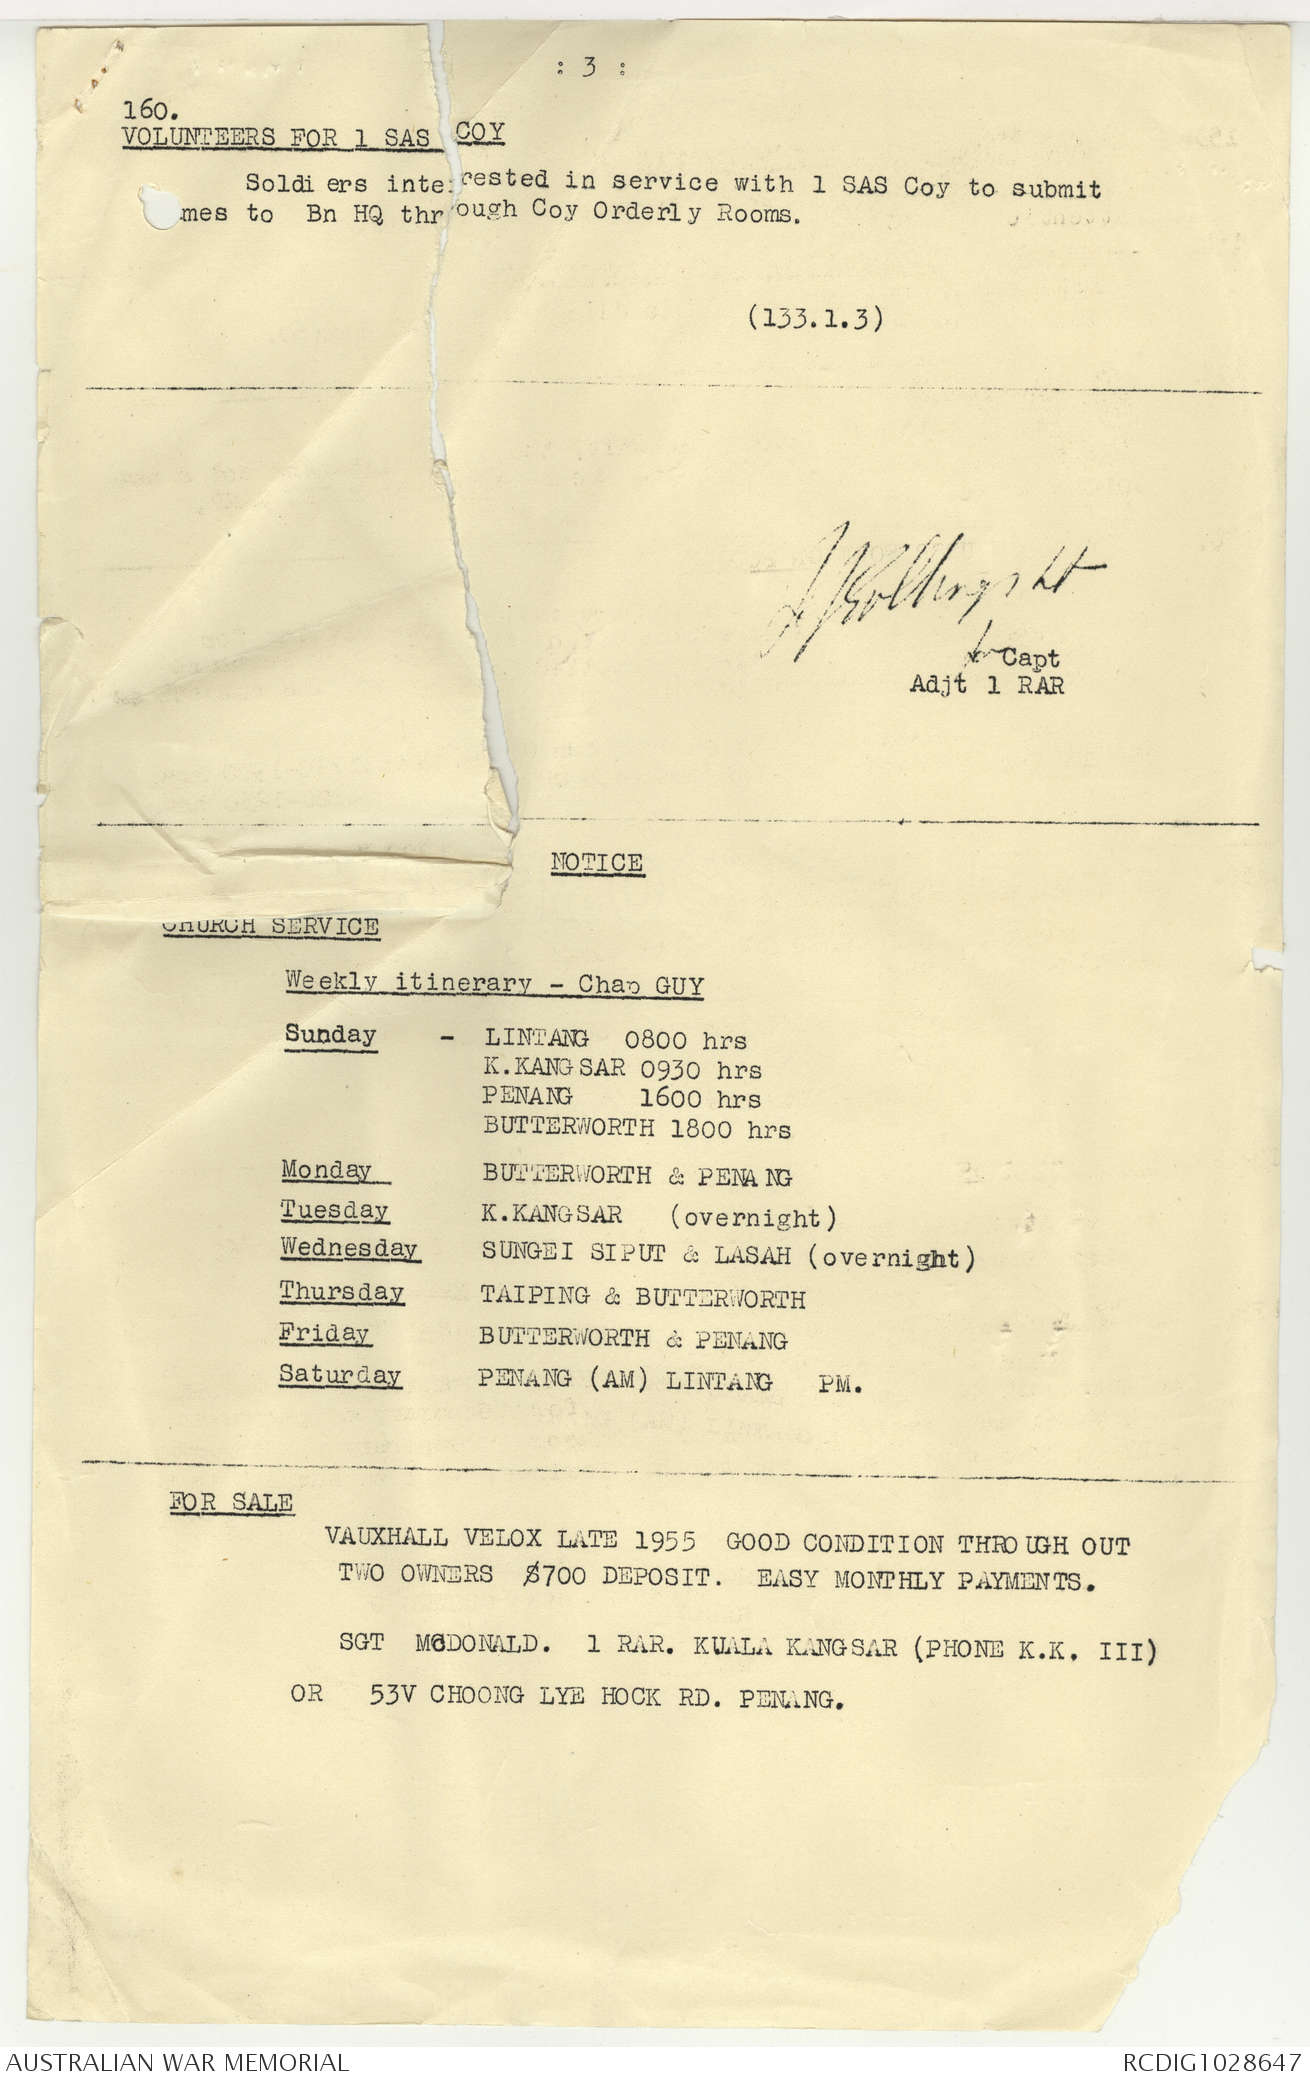 : 3 :
160.
VOLUNTEERS FOR 1 SAS COY
Soldiers interested in service with 1 SAS Coy to submit
mes to Bn HQ through Coy Orderly Rooms.
(133.1.3)
Lt
for Capt
Adjt 1 RAR
NOTICE
CHURCH SERVICE
Weekly itinerary - Chap GUY
Sunday - LINTANG 0800 hrs
K.KANGSAR 0930 hrs
PENANG 1600 hrs
BUTTERWORTH 1800 hrs
Monday BUTTERWORTH & PENANG
Tuesday K.KANGSAR (overnight)
Wednesday SUNGEI SIPUT & LASAH (overnight)
Thursday TAIPING & BUTTERWORTH
Friday BUTTERWORTH & PENANG
Saturday PENANG (AM) LINTANG PM.
FOR SALE
VAUXHALL VELOX LATE 1955 GOOD CONDITION THROUGH OUT
TWO OWNERS $700 DEPOSIT. EASY MONTHLY PAYMENTS.
SGT McDONALD. 1 RAR. KUALA KANGSAR (PHONE K.K. III)
OR 53V CHOONG LYE HOCK RD. PENANG.
AUSTRALIAN WAR MEMORIAL
RCDIG1028647